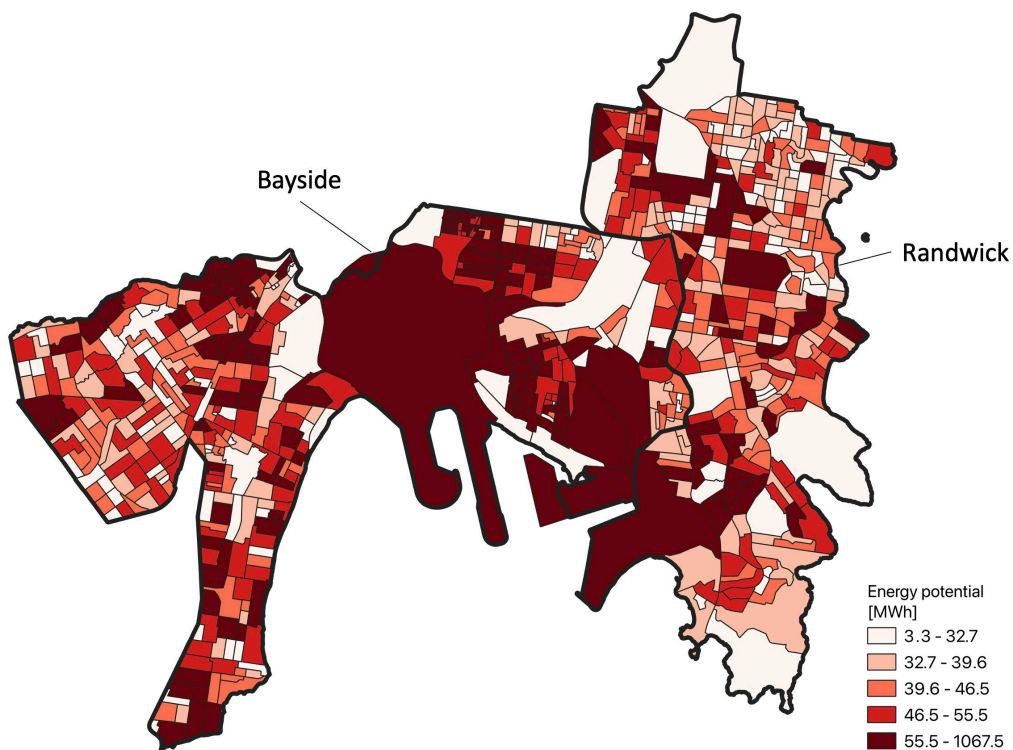 Bayside
Randwick
Energy potential
[MWh]
3.3 - 32.7
32.7 - 39.6
39.6 - 46.5
46.5 - 55.5
55.5 - 1067.5